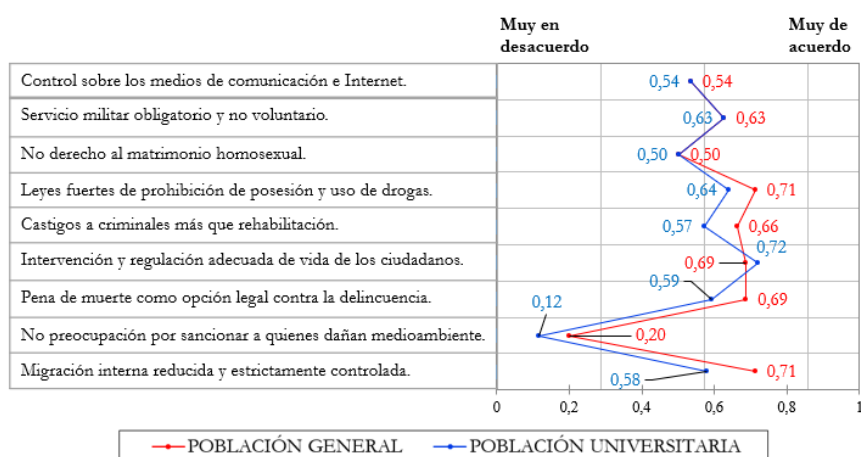 Muy en
desacuerdo
Muy de
acuerdo
Control sobre los medios de comunicación e Internet.
0,54 0,54
Servicio militar obligatorio y no voluntario.
0,63 0,63
No derecho al matrimonio homosexual.
0,50 0,50
Leyes fuertes de prohibición de posesión y uso de drogas.
0,64 0,71
Castigos a criminales más que rehabilitación.
0,57 0,66
Intervención y regulación adecuada de vida de los ciudadanos.
0,69 0,72
Pena de muerte como opción legal contra la delincuencia.
0,59 0,69
No preocupación por sancionar a quienes dañan medioambiente.
0,12 0,20
Migración interna reducida y estrictamente controlada.
0,58 0,71
0 0,2 0,4 0,6 0,8 1
POBLACIÓN GENERAL POBLACIÓN UNIVERSITARIA